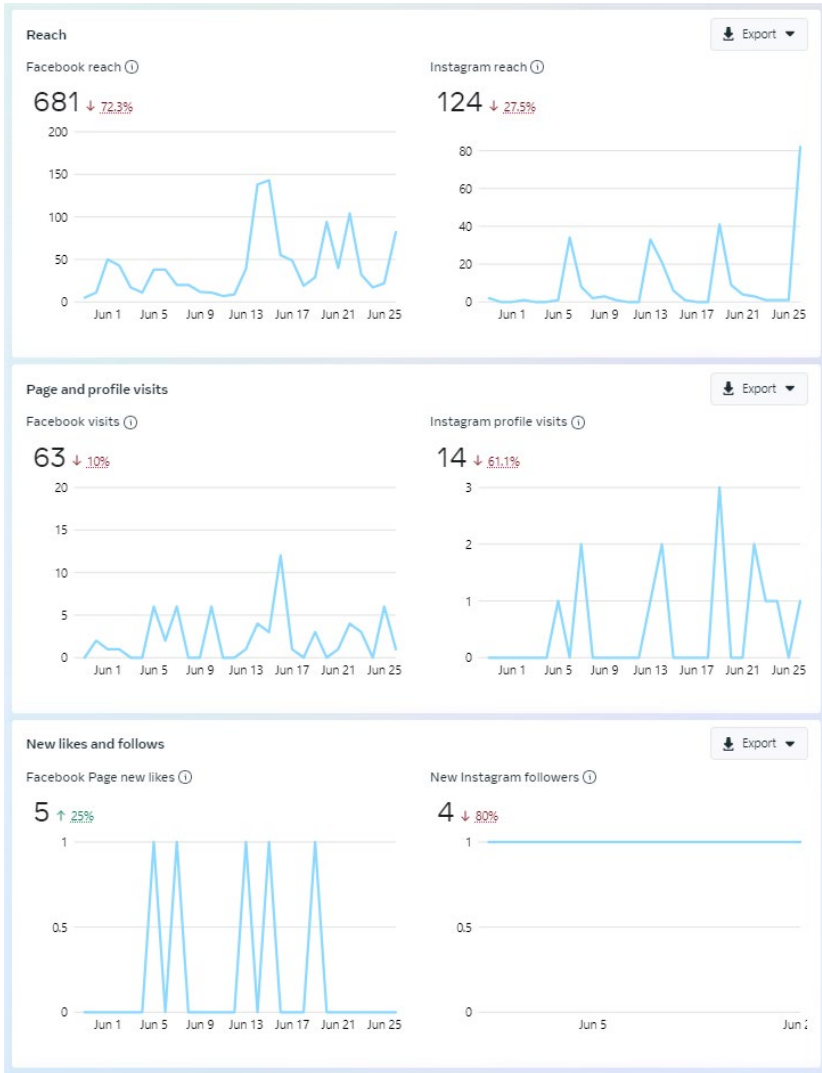 Reach
Export
Facebook reach
Instagram reach
681 ↓ 72.3%
124 ↓ 27.5%
200
150
100
50
0
Jun 1 Jun 5 Jun 9 Jun 13 Jun 17 Jun 21 Jun 25
80
60
40
20
0
Jun 1 Jun 5 Jun 9 Jun 13 Jun 17 Jun 21 Jun 25
Page and profile visits
Export
Facebook visits
Instagram profile visits
63 ↓ 10%
14 ↓ 61.1%
20
15
10
5
0
Jun 1 Jun 5 Jun 9 Jun 13 Jun 17 Jun 21 Jun 25
3
2
1
0
Jun 1 Jun 5 Jun 9 Jun 13 Jun 17 Jun 21 Jun 25
New likes and follows
Export
Facebook Page new likes
New Instagram followers
5 ↑ 25%
4 ↓ 80%
1
0.5
0
Jun 1 Jun 5 Jun 9 Jun 13 Jun 17 Jun 21 Jun 25
1
0.5
0
Jun 5 Jun